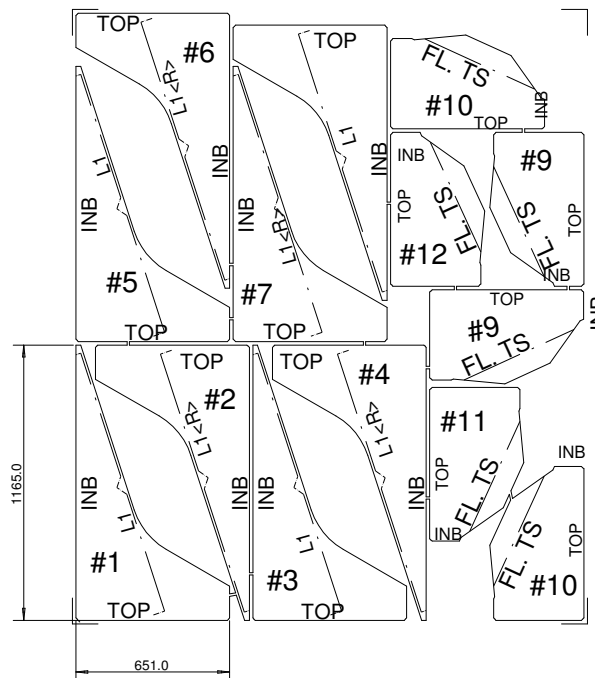 TOP
#6
L1<R>
INB
L1
INB
#5
TOP
TOP
L1
INB
INB
L1<R>
#7
TOP
FL. TS
#10
INB
TOP
INB
TOP
FL. TS
#12
#9
FL. TS
TOP
INB
TOP
#9
FL. TS
INB
1165.0
INB
L1
#1
TOP
TOP
#2
L1<R>
INB
INB
L1
#3
TOP
TOP
#4
L1<R>
INB
#11
TOP
FL. TS
INB
INB
FL. TS
TOP
#10
651.0